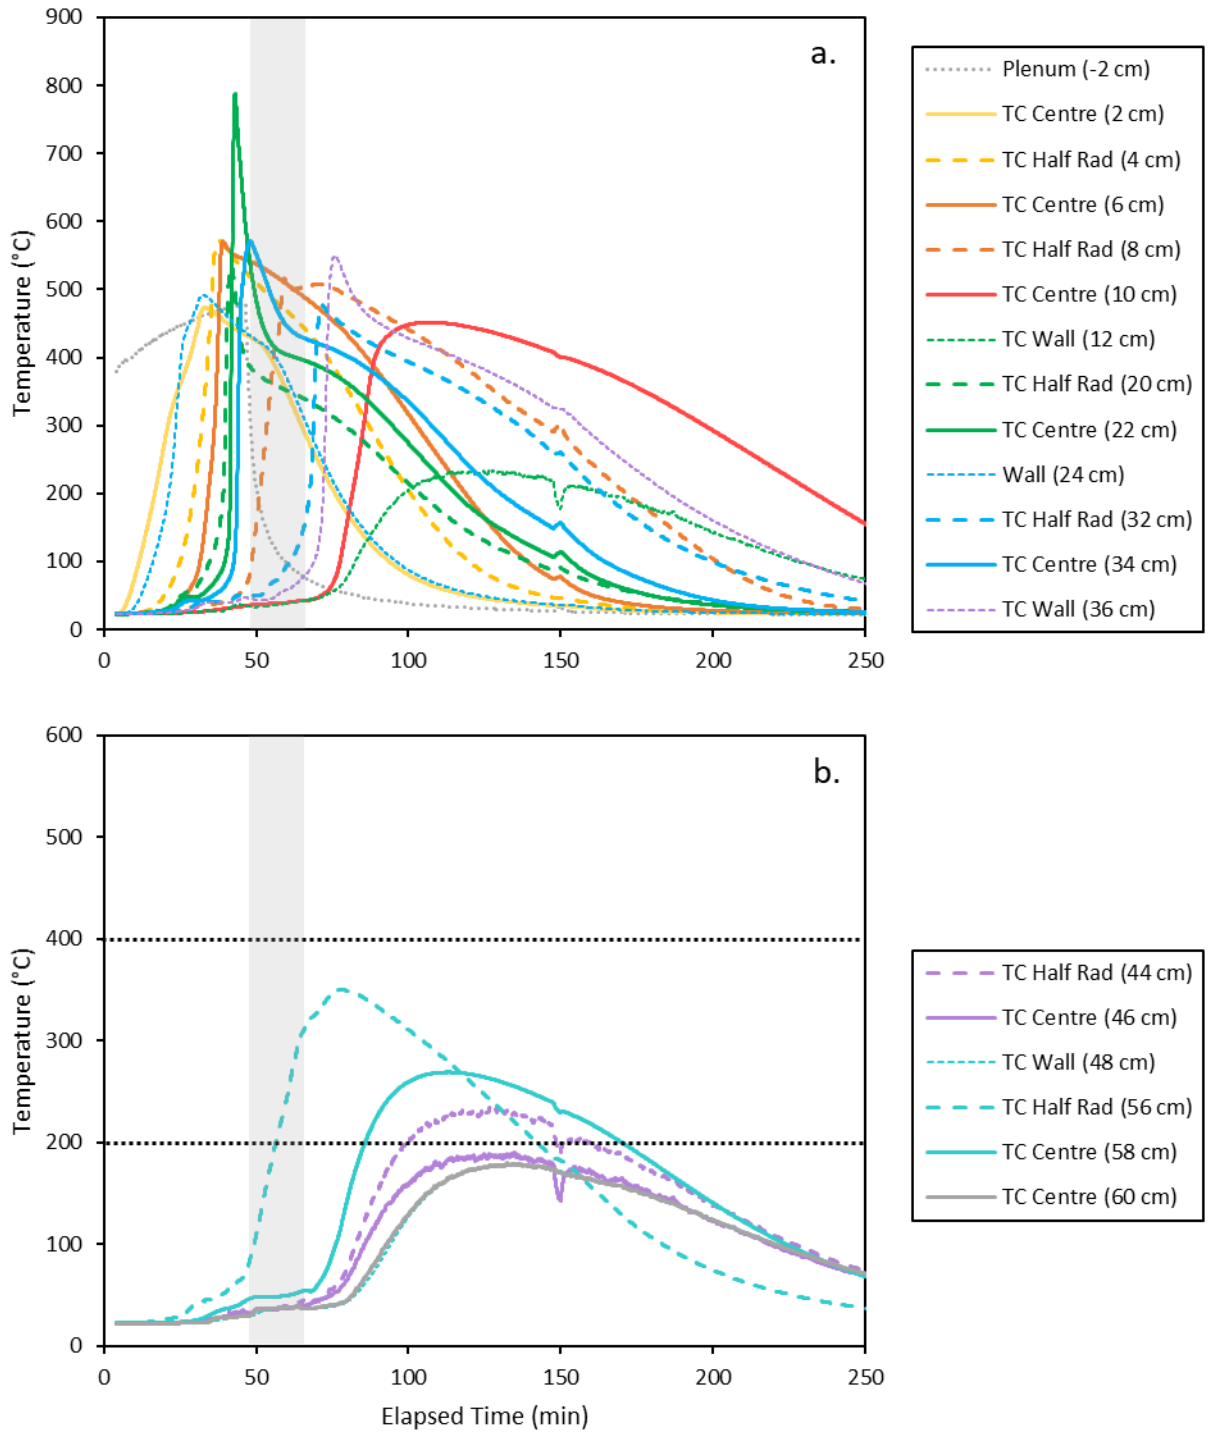 900
800
700
600
500
400
300
200
100
0
Temperature (°C)
a.
0 50 100 150 200 250
Plenum (-2 cm)
TC Centre (2 cm)
TC Half Rad (4 cm)
TC Centre (6 cm)
TC Half Rad (8 cm)
TC Centre (10 cm)
TC Wall (12 cm)
TC Half Rad (20 cm)
TC Centre (22 cm)
Wall (24 cm)
TC Half Rad (32 cm)
TC Centre (34 cm)
TC Wall (36 cm)
600
500
400
300
200
100
0
Temperature (°C)
b.
0 50 100 150 200 250
Elapsed Time (min)
TC Half Rad (44 cm)
TC Centre (46 cm)
TC Wall (48 cm)
TC Half Rad (56 cm)
TC Centre (58 cm)
TC Centre (60 cm)